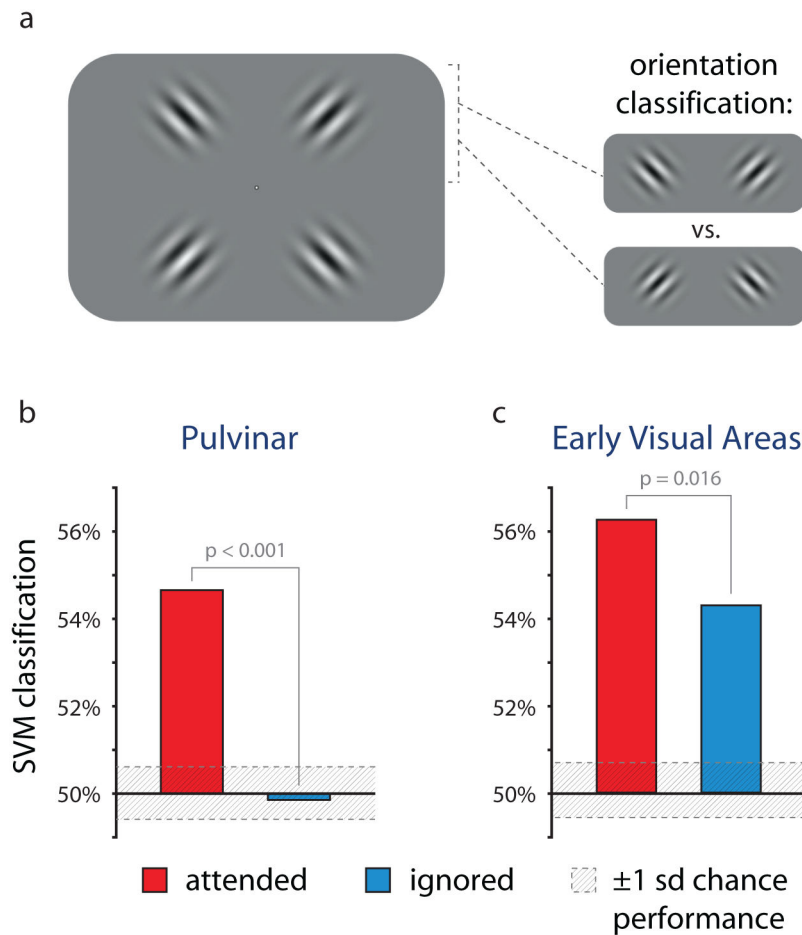 a
orientation
classification:
vs.
b
Pulvinar
c
Early Visual Areas
SVM classification
56%
54%
52%
50%
p < 0.001
56%
54%
52%
50%
p = 0.016
attended
ignored
±1 sd chance
performance